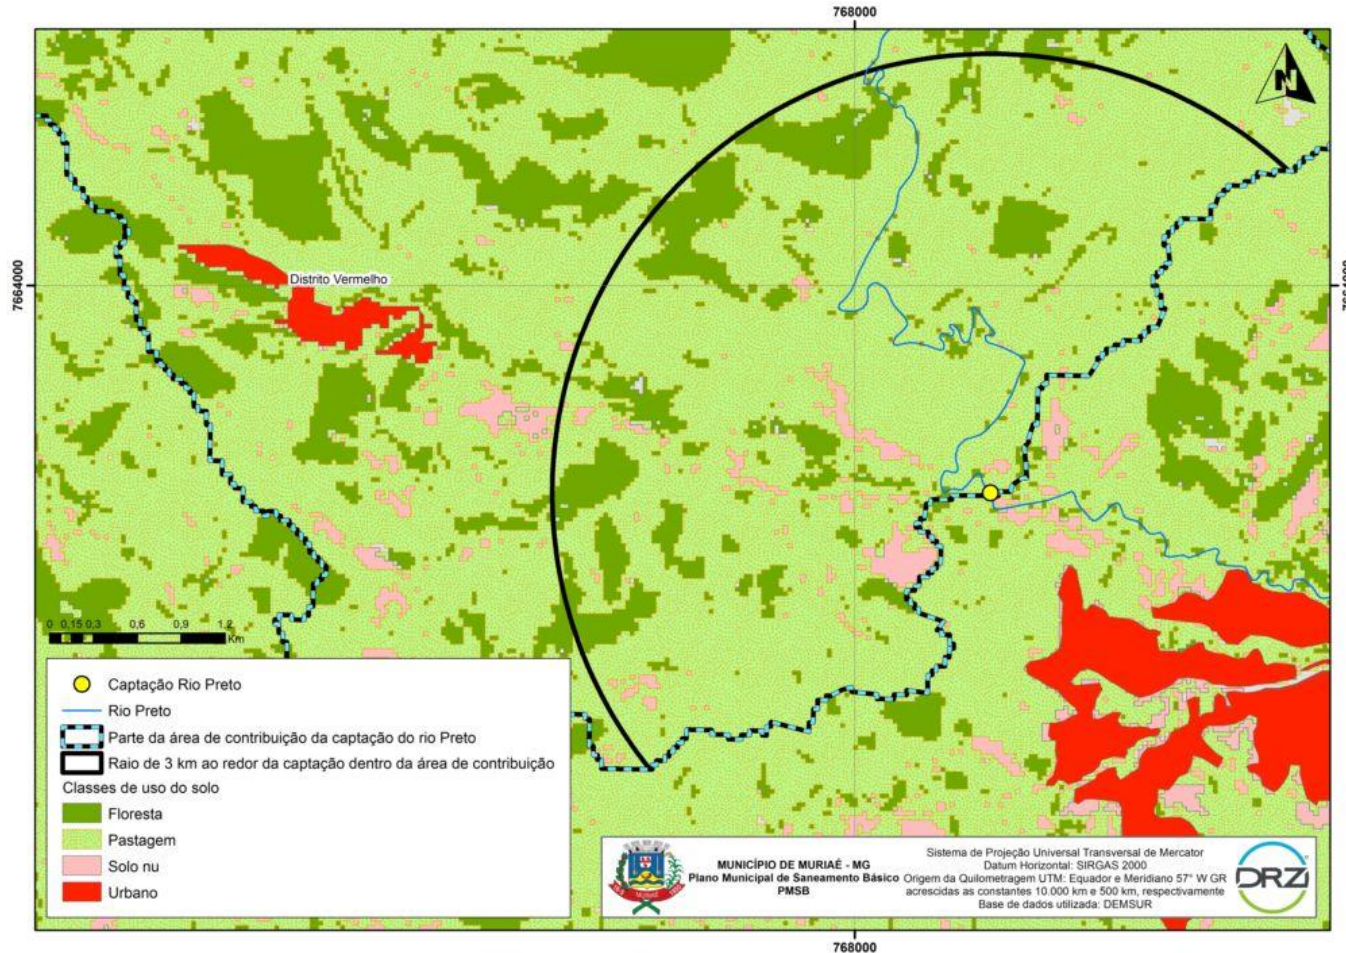 768000
N
7664000
7664000
Distrito Vermelho
0 0,15 0,3 0,6 0,9 1,2
Km
Captação Rio Preto
Rio Preto
Parte da área de contribuição da captação do rio Preto
Raio de 3 km ao redor da captação dentro da área de contribuição
Classes de uso do solo
Floresta
Pastagem
Solo nu
Urbano
MURIAÉ
MUNICÍPIO DE MURIAÉ - MG
Plano Municipal de Saneamento Básico
PMSB
Sistema de Projeção Universal Transversal de Mercator
Datum Horizontal: SIRGAS 2000
Origem da Quilometragem UTM: Equador e Meridiano 57° W GR
acrescidas as constantes 10.000 km e 500 km, respectivamente
Base de dados utilizada: DEMSUR
DRZ
768000